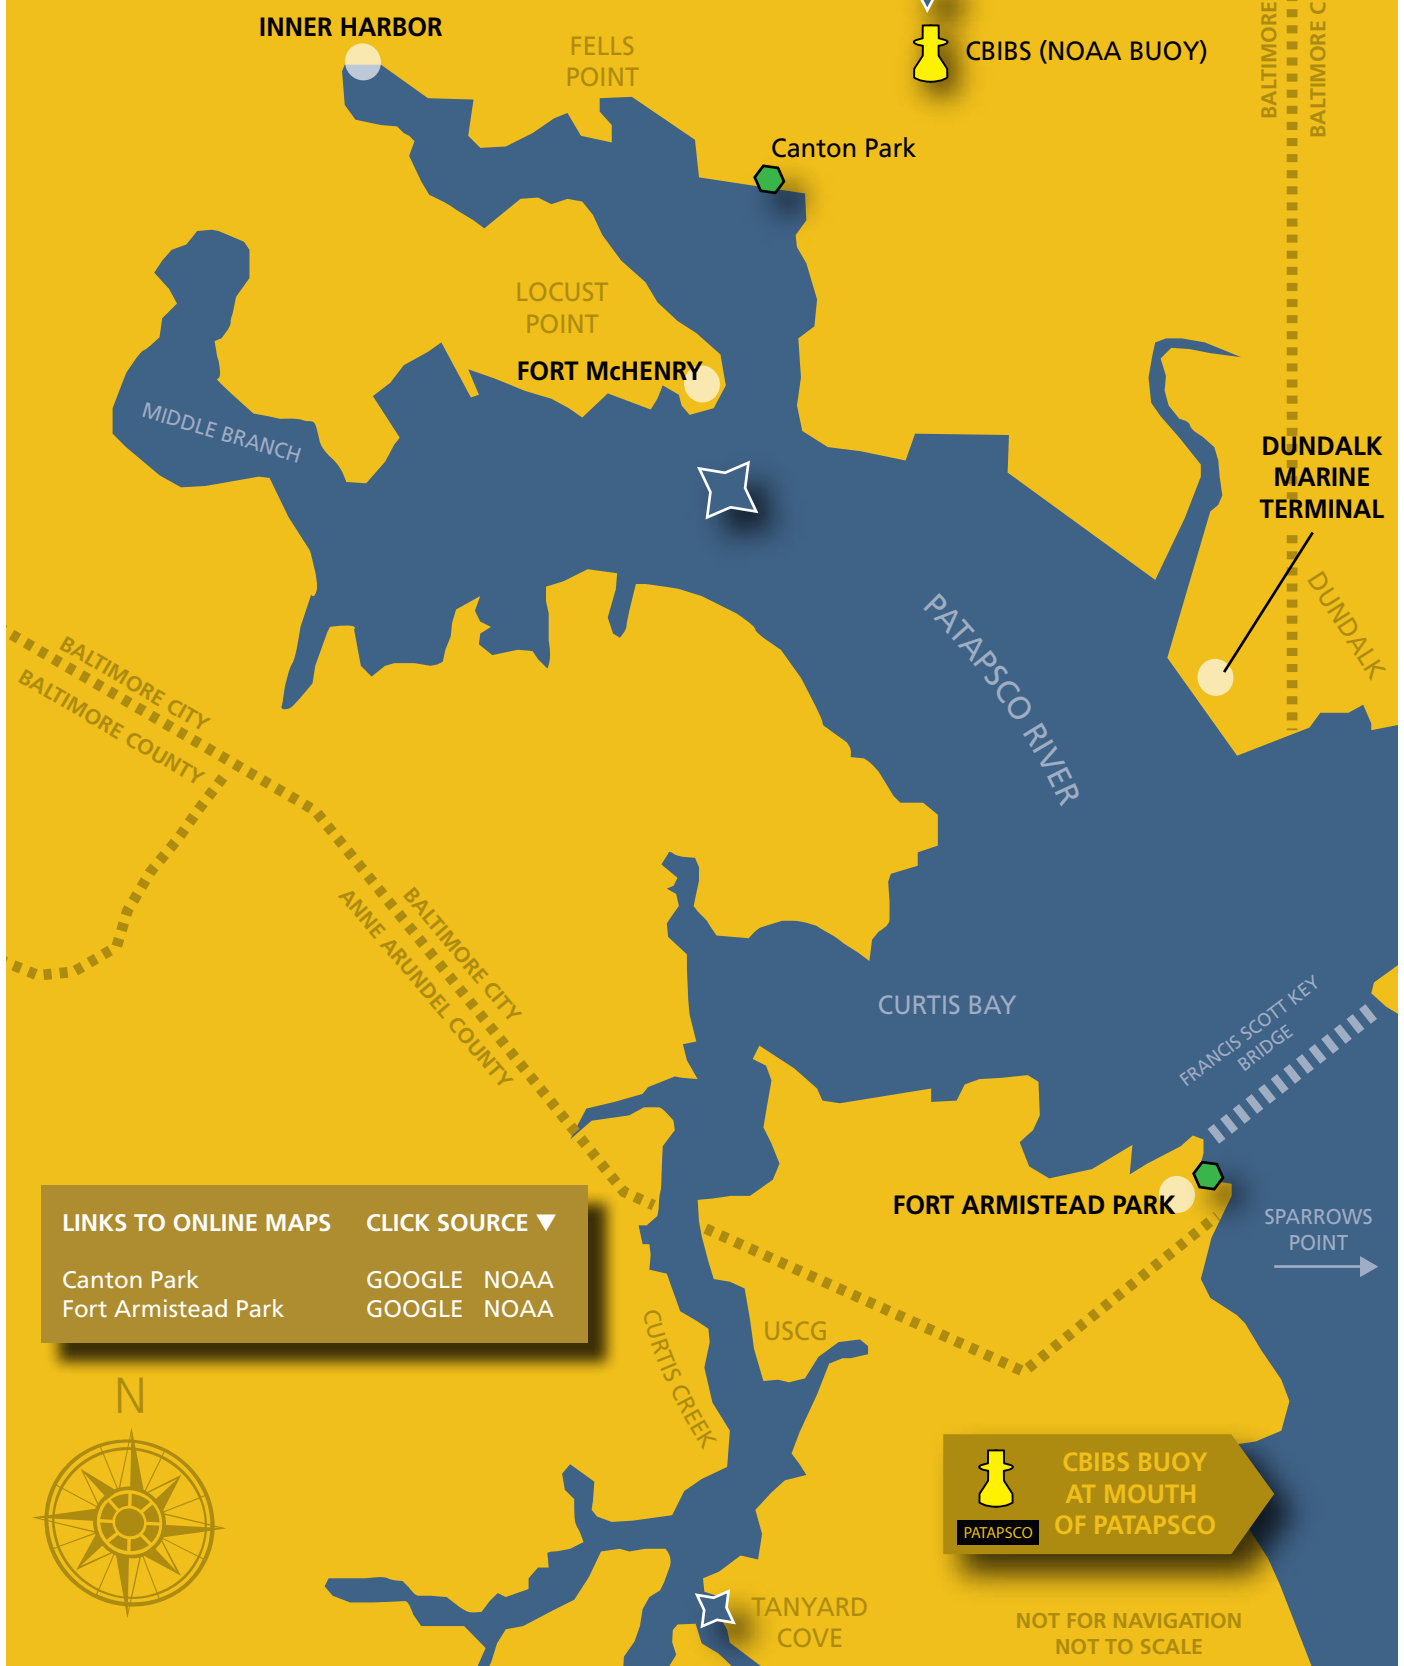 INNER HARBOR
FELLS
POINT
CBIBS (NOAA BUOY)
BALTIMORE
BALTIMORE C
Canton Park
LOCUST
POINT
FORT McHENRY
MIDDLE BRANCH
DUNDALK
MARINE
TERMINAL
DUNDALK
PATAPSCO RIVER
BALTIMORE CITY
BALTIMORE COUNTY
BALTIMORE CITY
ANNE ARUNDEL COUNTY
CURTIS BAY
FRANCIS SCOTT KEY
BRIDGE
FORT ARMISTEAD PARK
SPARROWS
POINT
LINKS TO ONLINE MAPS CLICK SOURCE ▼
Canton Park GOOGLE NOAA
Fort Armistead Park GOOGLE NOAA
CURTIS CREEK
USCG
N
CBIBS BUOY
AT MOUTH
OF PATAPSCO
PATAPSCO
TANYARD
COVE
NOT FOR NAVIGATION
NOT TO SCALE